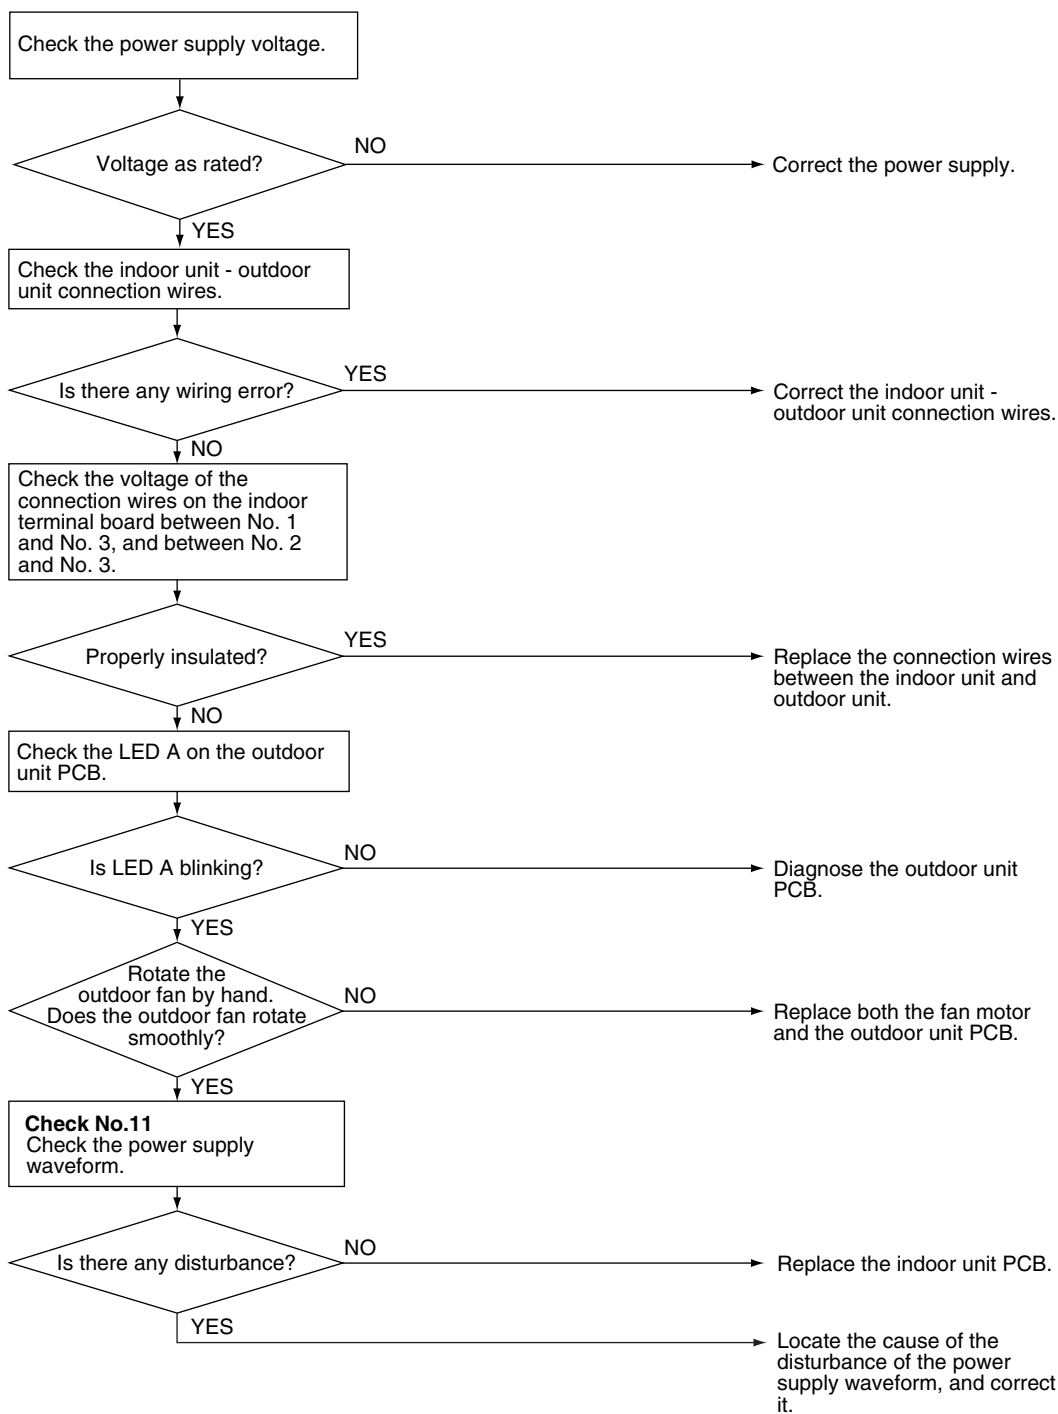 Check the power supply voltage.
Voltage as rated?
NO
Correct the power supply.
YES
Check the indoor unit - outdoor
unit connection wires.
Is there any wiring error?
YES
Correct the indoor unit -
outdoor unit connection wires.
NO
Check the voltage of the
connection wires on the indoor
terminal board between No. 1
and No. 3, and between No. 2
and No. 3.
Properly insulated?
YES
Replace the connection wires
between the indoor unit and
outdoor unit.
NO
Check the LED A on the outdoor
unit PCB.
Is LED A blinking?
NO
Diagnose the outdoor unit
PCB.
YES
Rotate the
outdoor fan by hand.
Does the outdoor fan rotate
smoothly?
NO
Replace both the fan motor
and the outdoor unit PCB.
YES
Check No.11
Check the power supply
waveform.
Is there any disturbance?
NO
Replace the indoor unit PCB.
YES
Locate the cause of the
disturbance of the power
supply waveform, and correct
it.